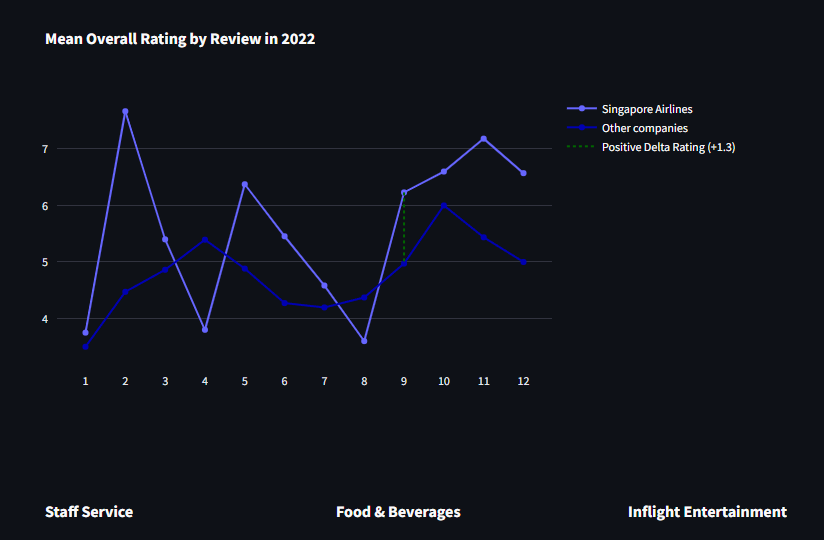 Mean Overall Rating by Review in 2022
Singapore Airlines
Other companies
Positive Delta Rating (+1.3)
7
6
5
4
1 2 3 4 5 6 7 8 9 10 11 12
Staff Service Food & Beverages Inflight Entertainment